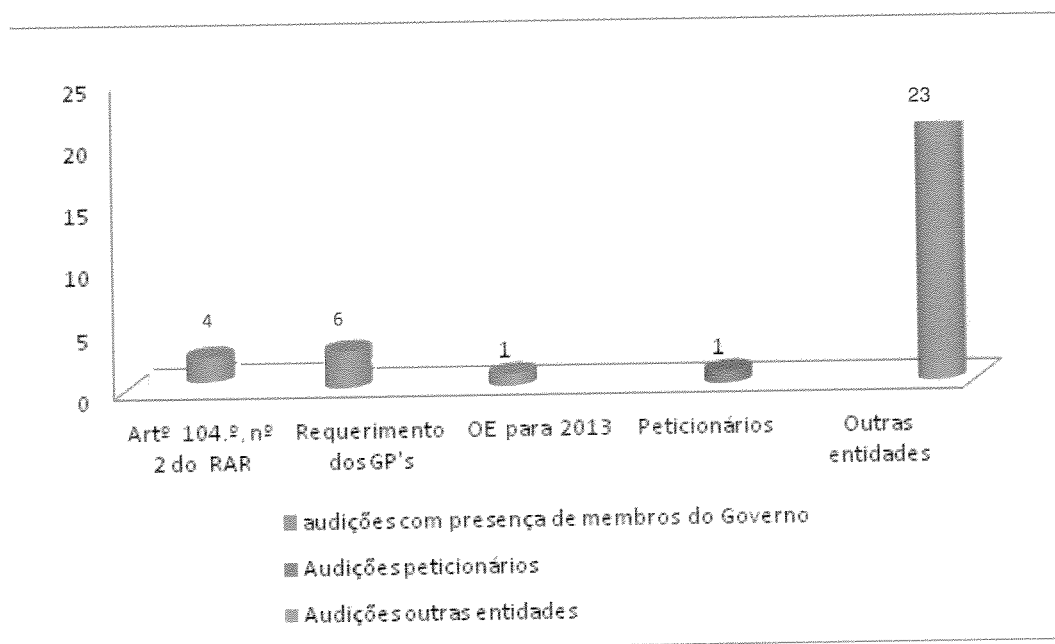 25
20
15
10
5
0
4
6
1
1
23
Artº 104.º, nº
2 do RAR
Requerimento
dos GP's
OE para 2013
Peticionários
Outras
entidades
audições com presença de membros do Governo
Audições peticionários
Audições outras entidades